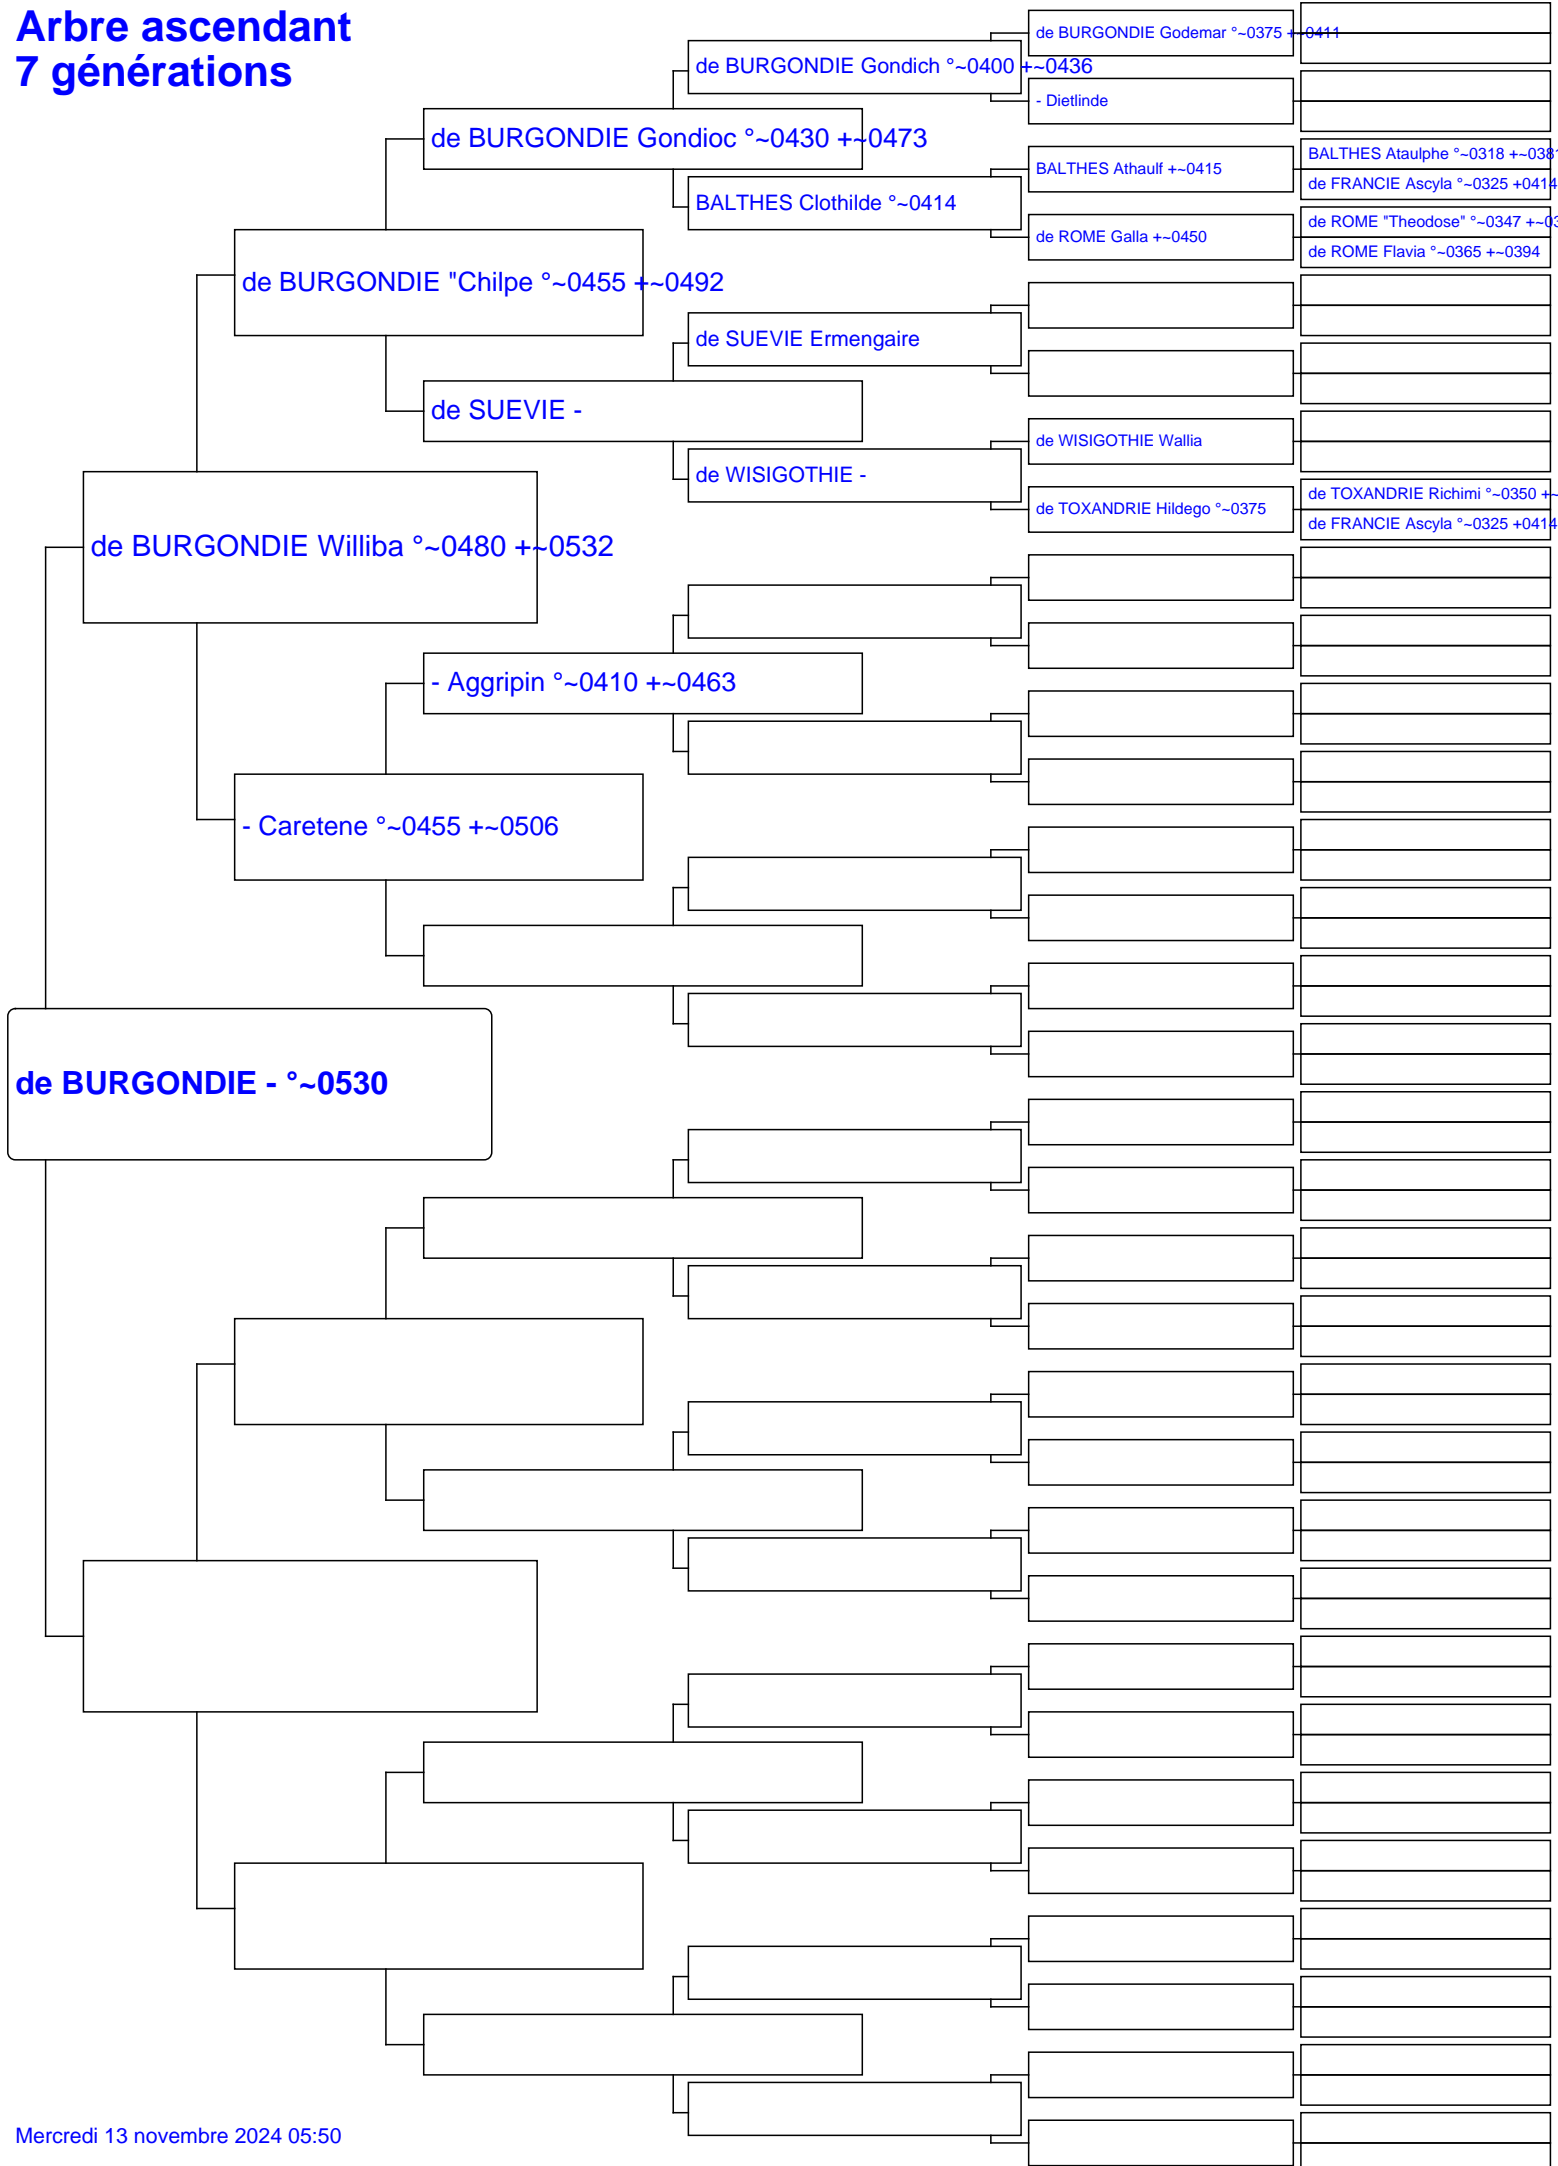 Arbre ascendant
7 générations
de BURGONDIE Godemar °~0375 +~0411
de BURGONDIE Gondich °~0400 +~0436
- Dietlinde
de BURGONDIE Gondioc °~0430 +~0473
BALTHES Ataulphe °~0318 +~0381
BALTHES Athaulf +~0415
de FRANCIE Ascyla °~0325 +0414
BALTHES Clothilde °~0414
de ROME "Theodose" °~0347 +~03
de ROME Galla +~0450
de ROME Flavia °~0365 +~0394
de BURGONDIE "Chilpe °~0455 +~0492
de SUEVIE Ermengaire
de SUEVIE -
de WISIGOTHIE Wallia
de WISIGOTHIE -
de TOXANDRIE Richimi °~0350 +~
de TOXANDRIE Hildego °~0375
de FRANCIE Ascyla °~0325 +0414
de BURGONDIE Williba °~0480 +~0532
- Aggripin °~0410 +~0463
- Caretene °~0455 +~0506
de BURGONDIE - °~0530
Mercredi 13 novembre 2024 05:50